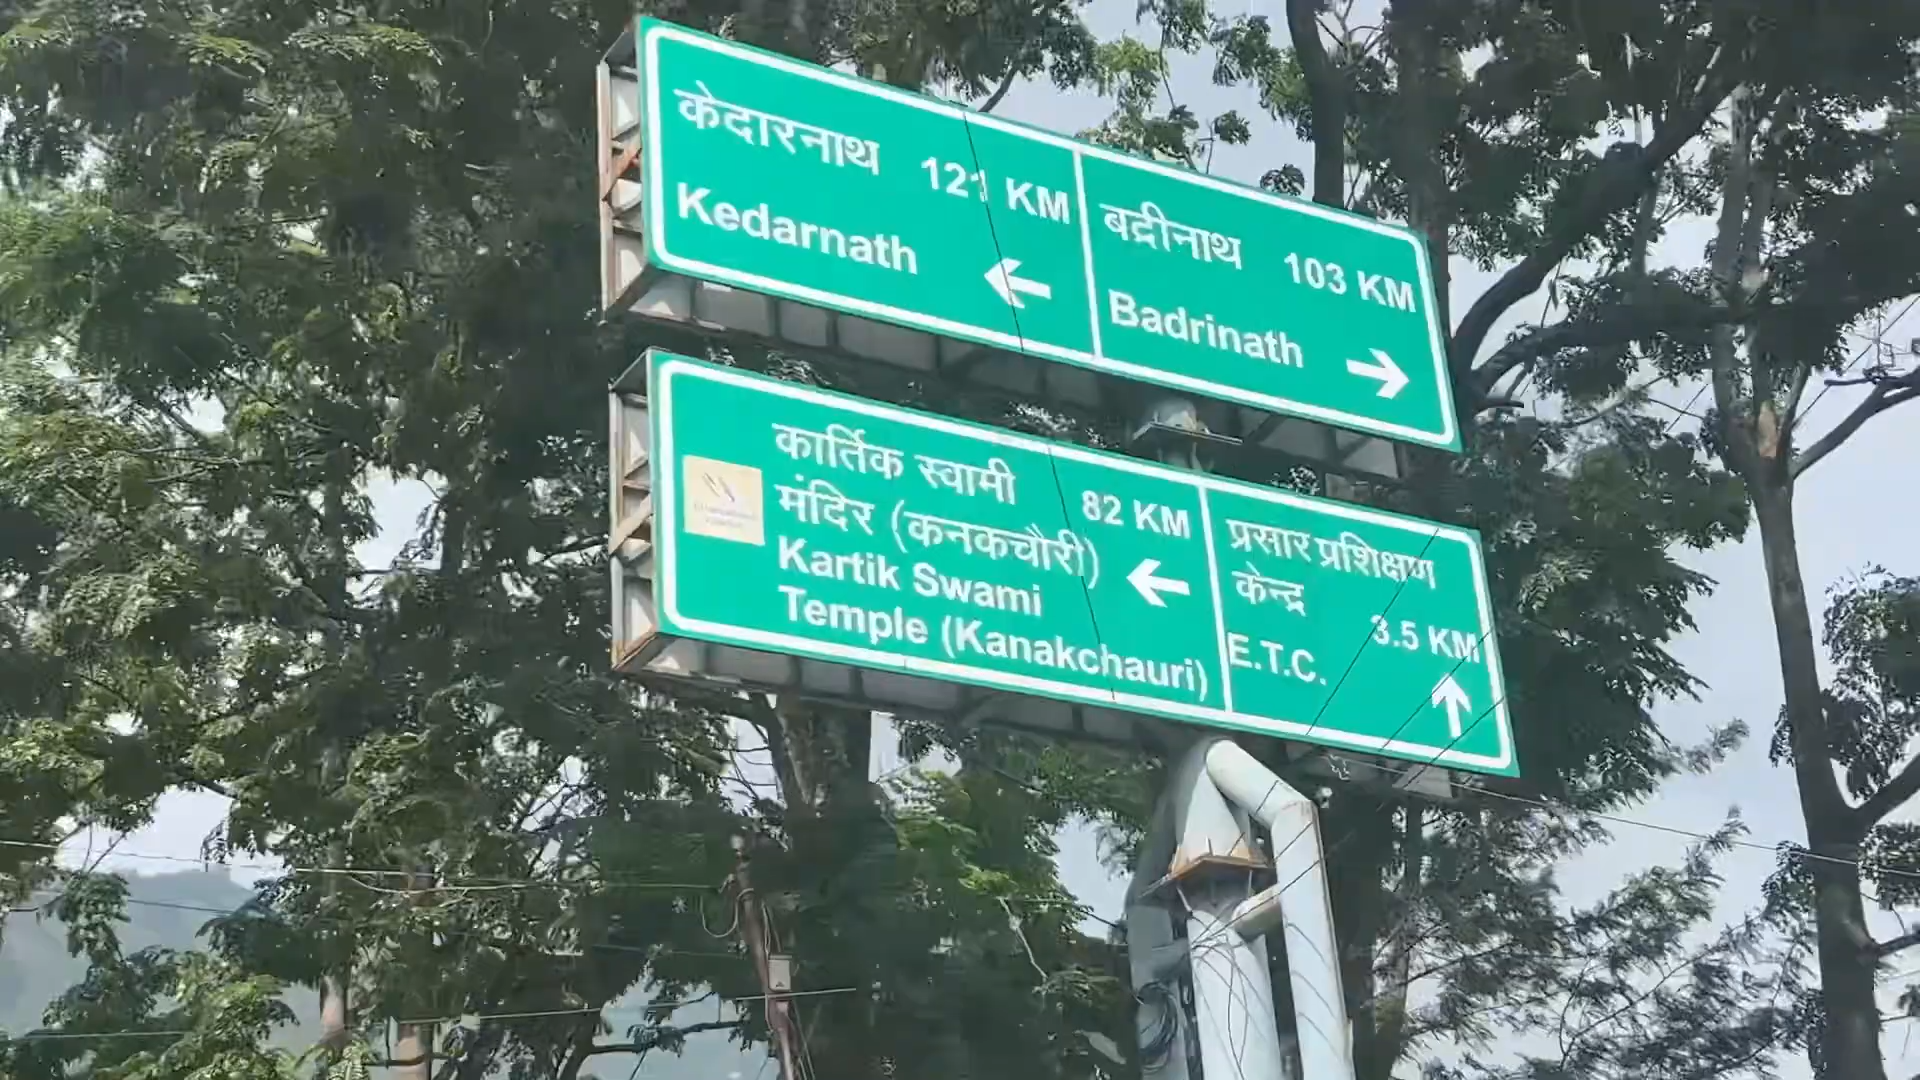 केदारनाथ 121 KM
Kedarnath
बद्रीनाथ 103 KM
Badrinath
कार्तिक स्वामी
मंदिर (कनकचौरी) 82 KM
Kartik Swami
Temple (Kanakchauri)
प्रसार प्रशिक्षण
केन्द्र 3.5 KM
E.T.C.